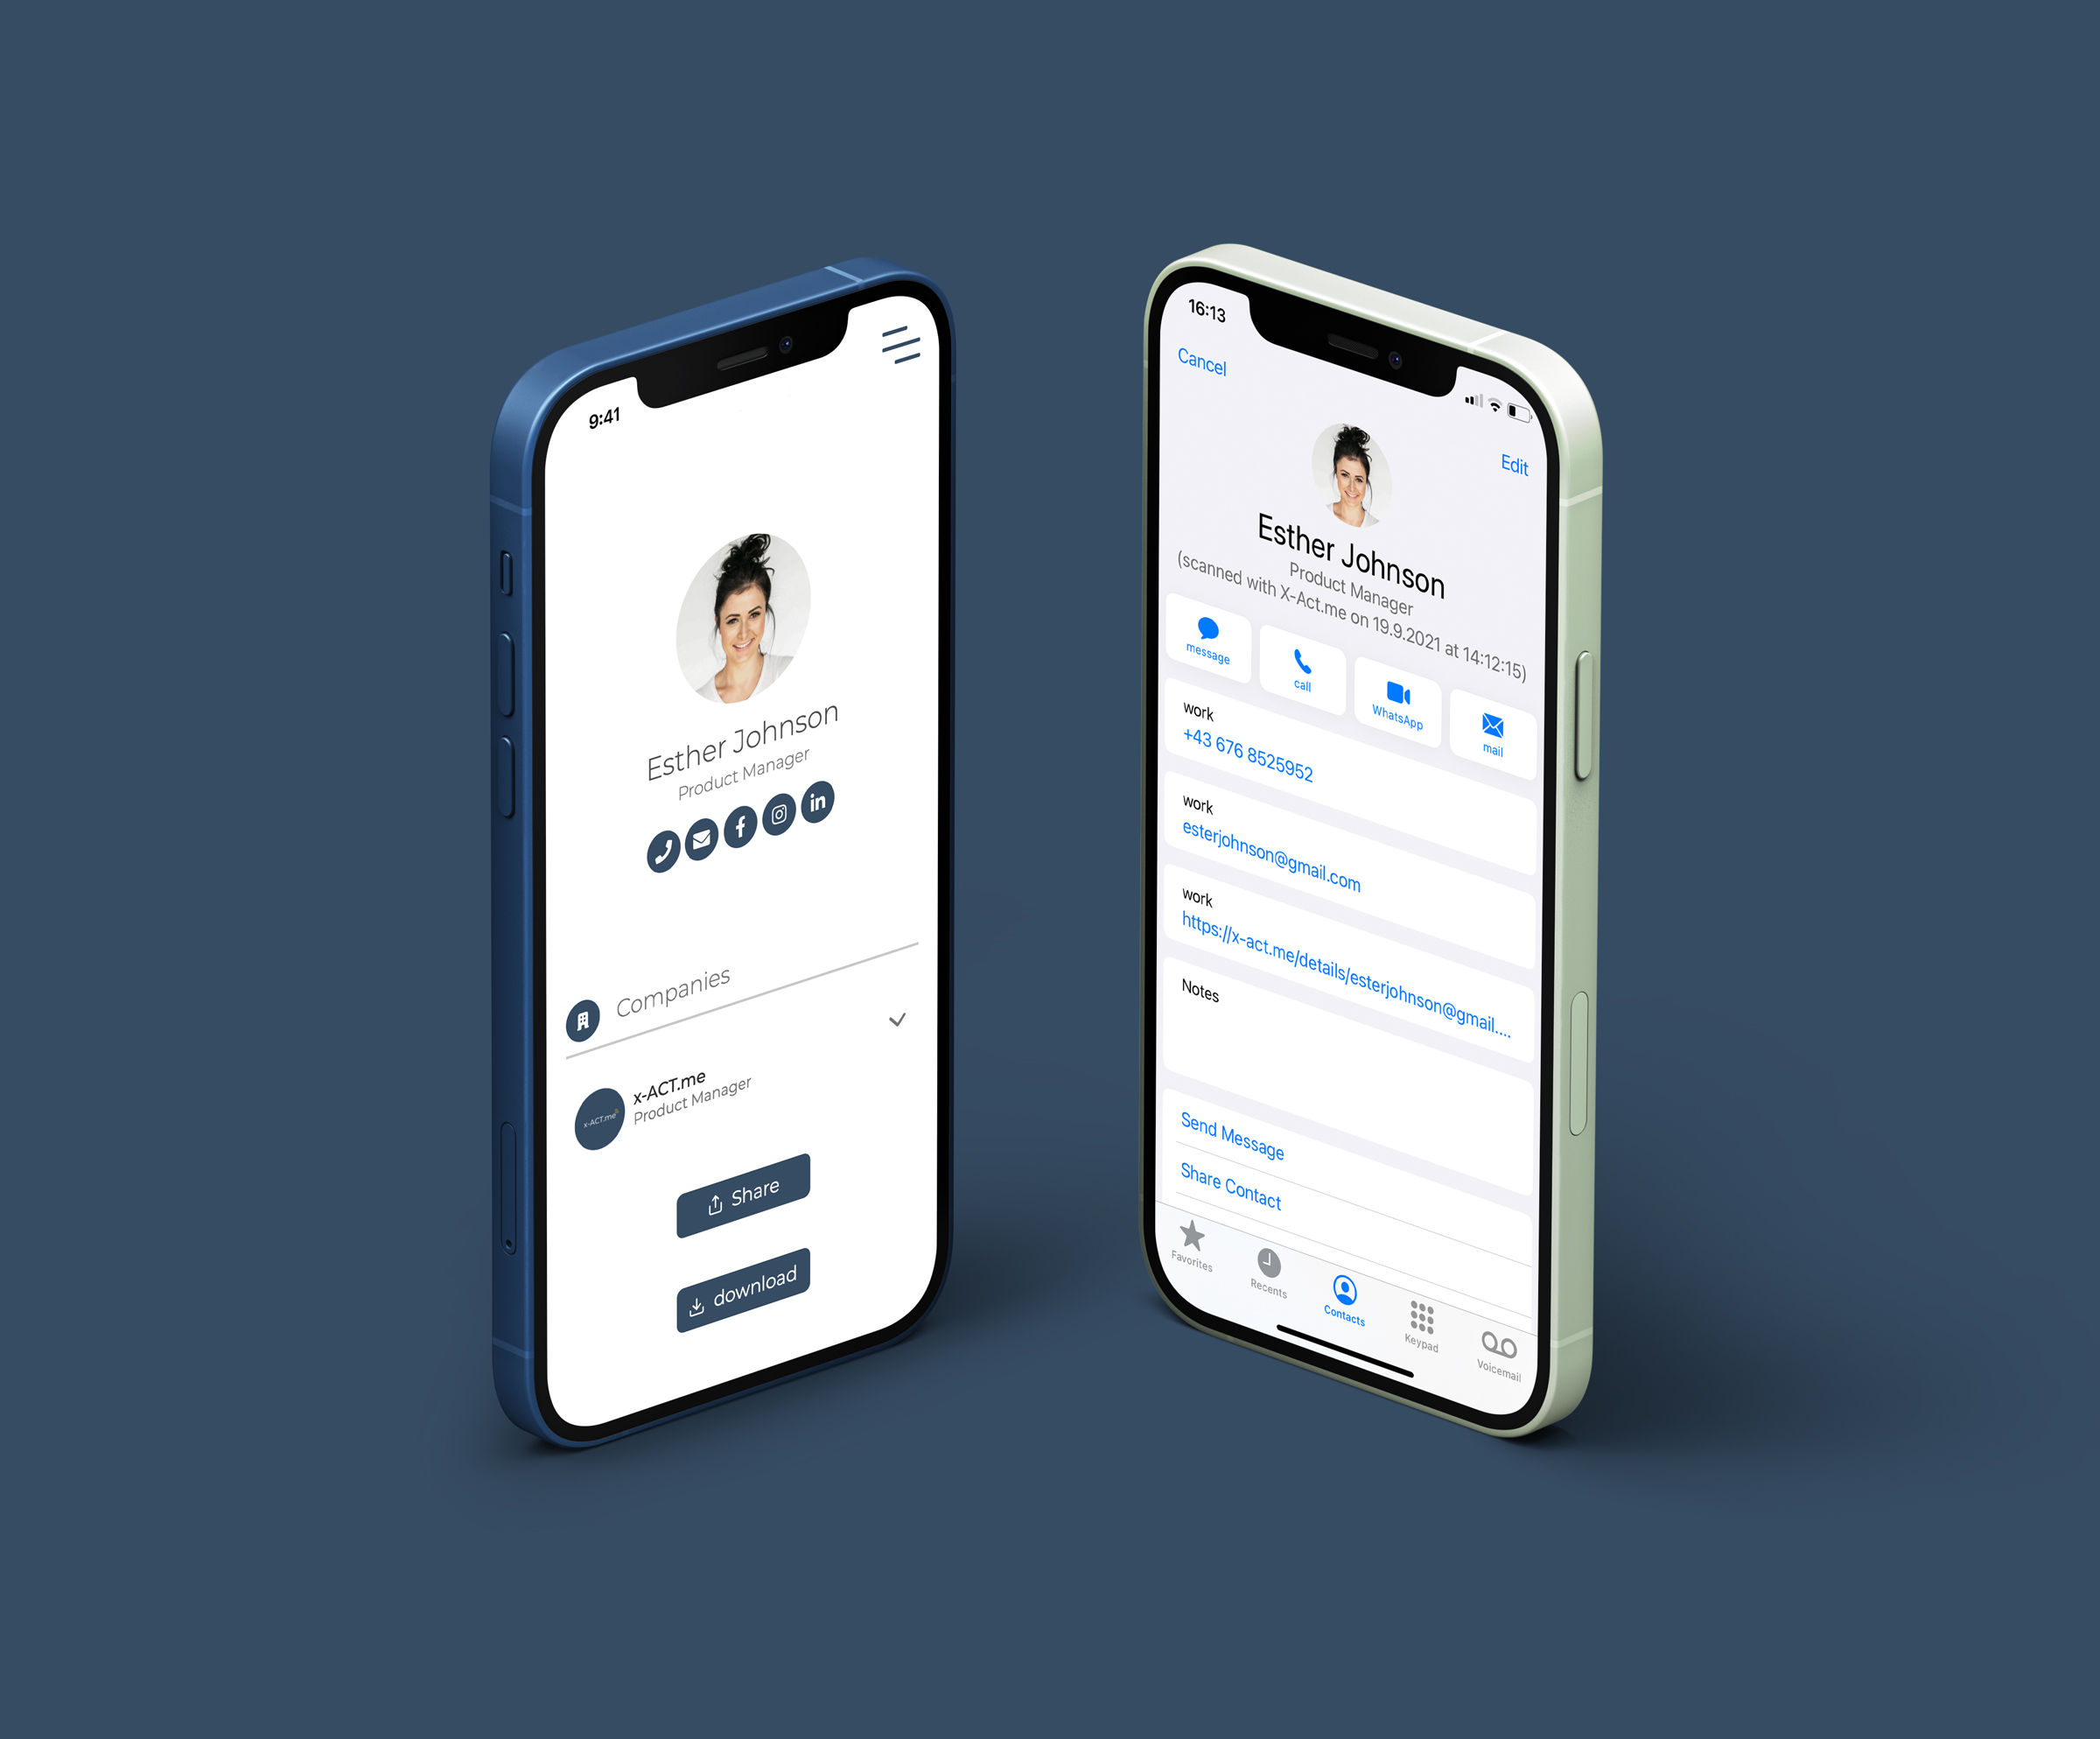 9:41
Esther Johnson
Product Manager
Companies
x-ACT.me
x-ACT.me
Product Manager
Share
download
16:13
Cancel
Edit
Esther Johnson
Product Manager
(scanned with X-Act.me on 19.9.2021 at 14:12:15)
message
call
WhatsApp
mail
work
+43 676 8525952
work
esterjohnson@gmail.com
work
https://x-act.me/details/esterjohnson@gmail....
Notes
Send Message
Share Contact
Favorites
Recents
Contacts
Keypad
Voicemail